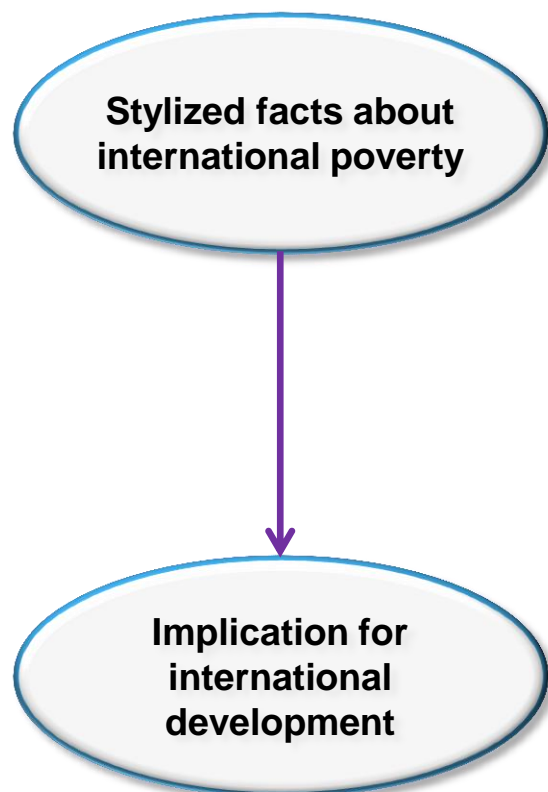 Stylized facts about
international poverty
Implication for
international
development